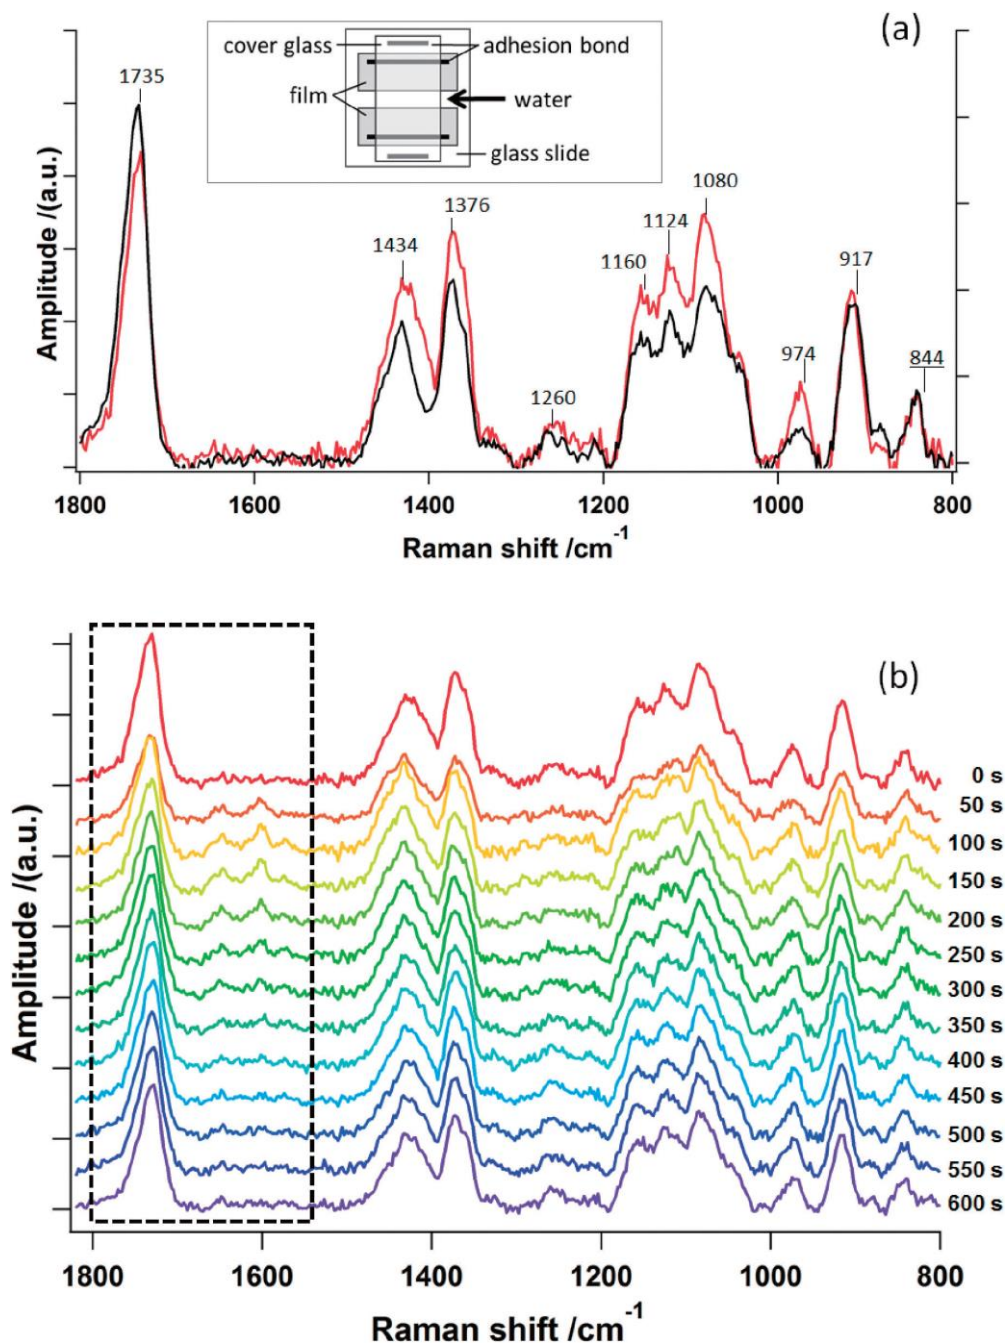 (a)
cover glass
adhesion bond
film
water
glass slide
1735
1434
1376
1260
1160
1124
1080
974
917
844
Amplitude /(a.u.)
1800 1600 1400 1200 1000 800
Raman shift /cm⁻¹
(b)
0 s
50 s
100 s
150 s
200 s
250 s
300 s
350 s
400 s
450 s
500 s
550 s
600 s
Amplitude /(a.u.)
1800 1600 1400 1200 1000 800
Raman shift /cm⁻¹